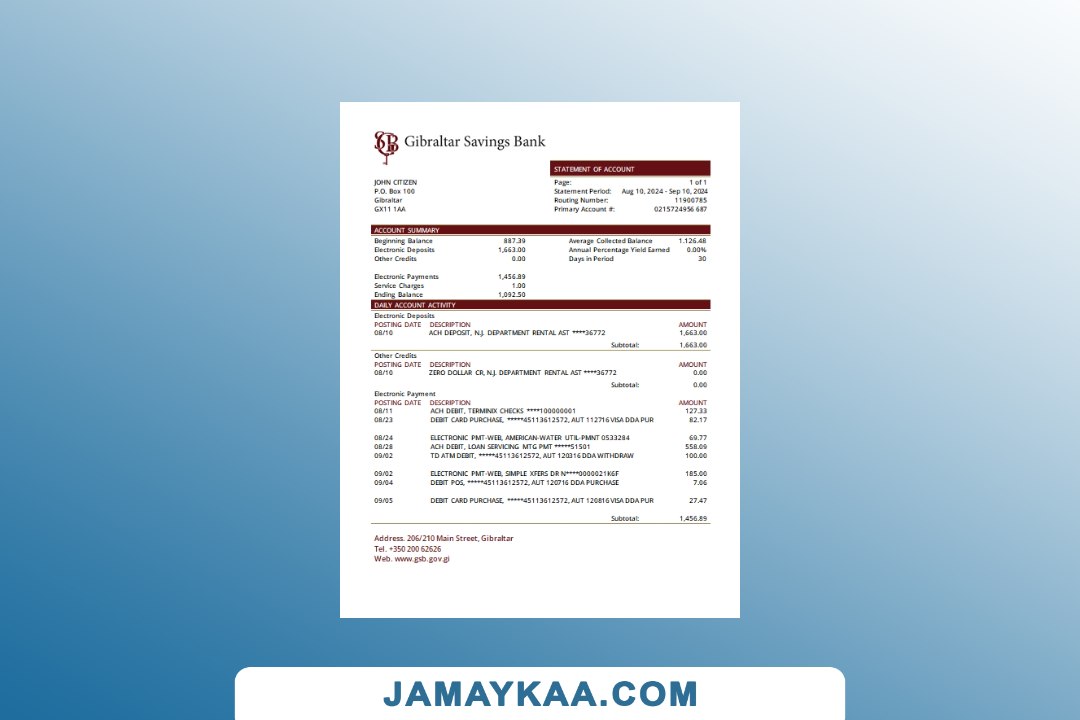 Gibraltar Savings Bank
STATEMENT OF ACCOUNT
JOHN CITIZEN
P.O. Box 100
Gibraltar
GX11 1AA
Page: 1 of 1
Statement Period: Aug 10, 2024 - Sep 10, 2024
Routing Number: 11900785
Primary Account #: 0215724956687
ACCOUNT SUMMARY
Beginning Balance 887.39 Average Collected Balance 1.126.48
Electronic Deposits 1,663.00 Annual Percentage Yield Earned 0.00%
Other Credits 0.00 Days in Period 30
Electronic Payments 1,456.89
Service Charges 1.00
Ending Balance 1,092.50
DAILY ACCOUNT ACTIVITY
Electronic Deposits
POSTING DATE DESCRIPTION AMOUNT
08/10 ACH DEPOSIT, N.J. DEPARTMENT RENTAL AST ****36772 1,663.00
Subtotal: 1,663.00
Other Credits
POSTING DATE DESCRIPTION AMOUNT
08/10 ZERO DOLLAR CR, N.J. DEPARTMENT RENTAL AST ****36772 0.00
Subtotal: 0.00
Electronic Payment
POSTING DATE DESCRIPTION AMOUNT
08/11 ACH DEBIT, TERMINIX CHECKS ****100000001 127.33
08/23 DEBIT CARD PURCHASE, *****45113612572, AUT 112716 VISA DDA PUR 82.17
08/24 ELECTRONIC PMT-WEB, AMERICAN-WATER UTIL-PMNT 0533284 69.77
08/28 ACH DEBIT, LOAN SERVICING MTG PMT *****51501 558.09
09/02 TD ATM DEBIT, *****45113612572, AUT 120316 DDA WITHDRAW 100.00
09/02 ELECTRONIC PMT-WEB, SIMPLE XFERS DR N****0000021K6F 185.00
09/04 DEBIT POS, *****45113612572, AUT 120716 DDA PURCHASE 7.06
09/05 DEBIT CARD PURCHASE, *****45113612572, AUT 120816 VISA DDA PUR 27.47
Subtotal: 1,456.89
Address. 206/210 Main Street, Gibraltar
Tel. +350 200 62626
Web. www.gsb.gov.gi
JAMAYKAA.COM